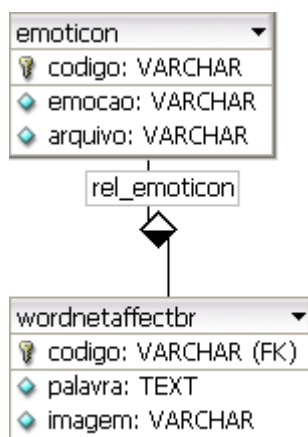 emoticon
codigo: VARCHAR
emocao: VARCHAR
arquivo: VARCHAR
rel_emoticon
wordnetaffectbr
codigo: VARCHAR (FK)
palavra: TEXT
imagem: VARCHAR